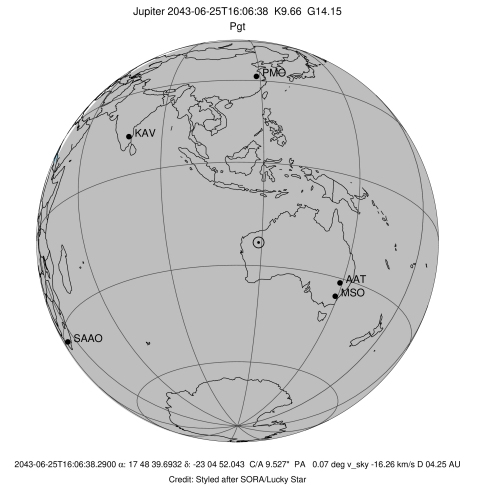 Jupiter 2043-06-25T16:06:38 K9.66 G14.15
Pgt
PMO
KAV
AAT
MSO
SAAO
2043-06-25T16:06:38.2900 α: 17 48 39.6932 δ: -23 04 52.043 C/A 9.527" PA 0.07 deg v_sky -16.26 km/s D 04.25 AU
Credit: Styled after SORA/Lucky Star